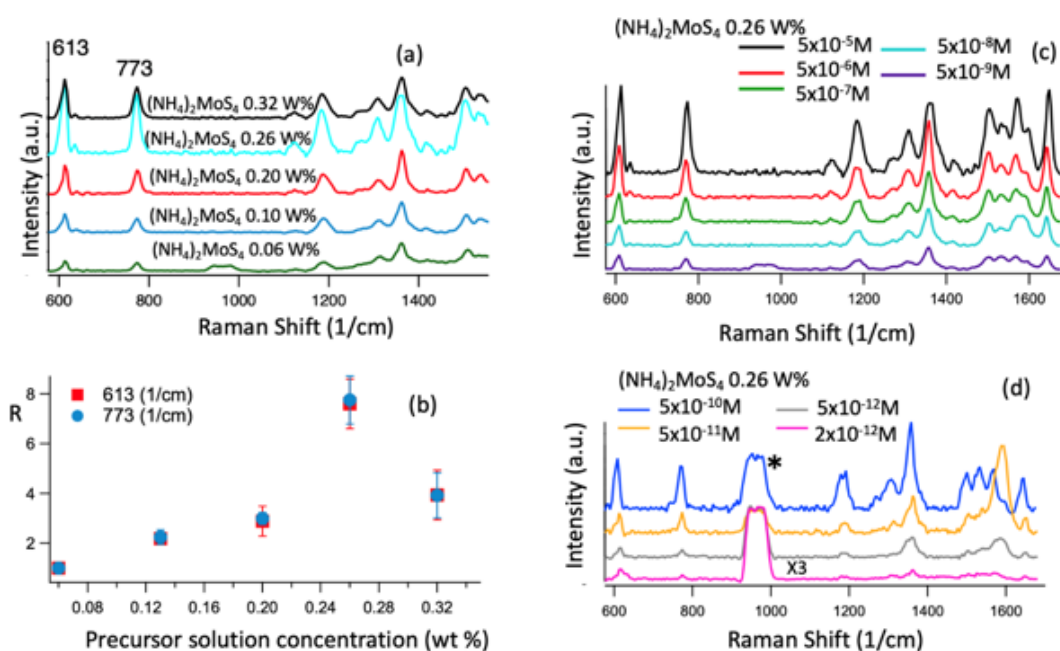 (a)
613
773
(NH₄)₂MoS₄ 0.32 W%
(NH₄)₂MoS₄ 0.26 W%
(NH₄)₂MoS₄ 0.20 W%
(NH₄)₂MoS₄ 0.10 W%
(NH₄)₂MoS₄ 0.06 W%
Intensity (a.u.)
600
800
1000
1200
1400
Raman Shift (1/cm)
(NH₄)₂MoS₄ 0.26 W%
(c)
5x10⁻⁵M
5x10⁻⁸M
5x10⁻⁶M
5x10⁻⁹M
5x10⁻⁷M
Intensity (a.u.)
600
800
1000
1200
1400
1600
Raman Shift (1/cm)
8
613 (1/cm)
R
773 (1/cm)
(b)
6
4
2
0.08
0.12
0.16
0.20
0.24
0.28
0.32
Precursor solution concentration (wt %)
(NH₄)₂MoS₄ 0.26 W%
(d)
5x10⁻¹⁰M
5x10⁻¹²M
5x10⁻¹¹M
2x10⁻¹²M
*
X3
Intensity (a.u.)
600
800
1000
1200
1400
1600
Raman Shift (1/cm)